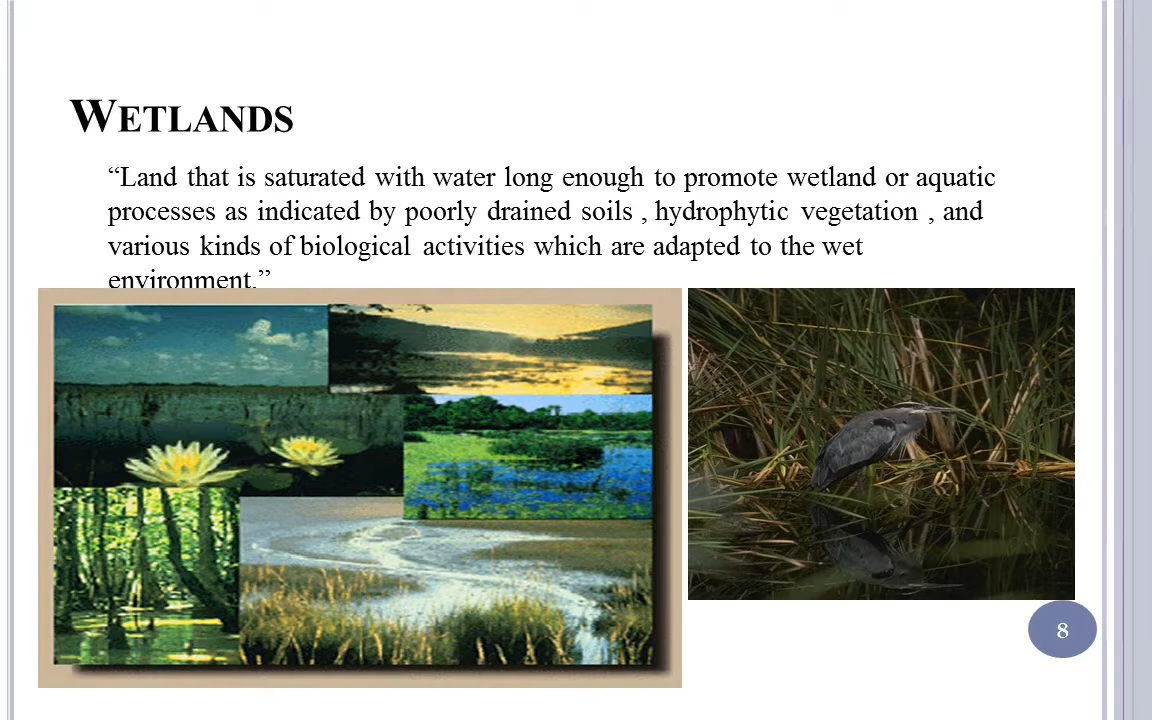 WETLANDS
“Land that is saturated with water long enough to promote wetland or aquatic
processes as indicated by poorly drained soils , hydrophytic vegetation , and
various kinds of biological activities which are adapted to the wet
environment.”
8